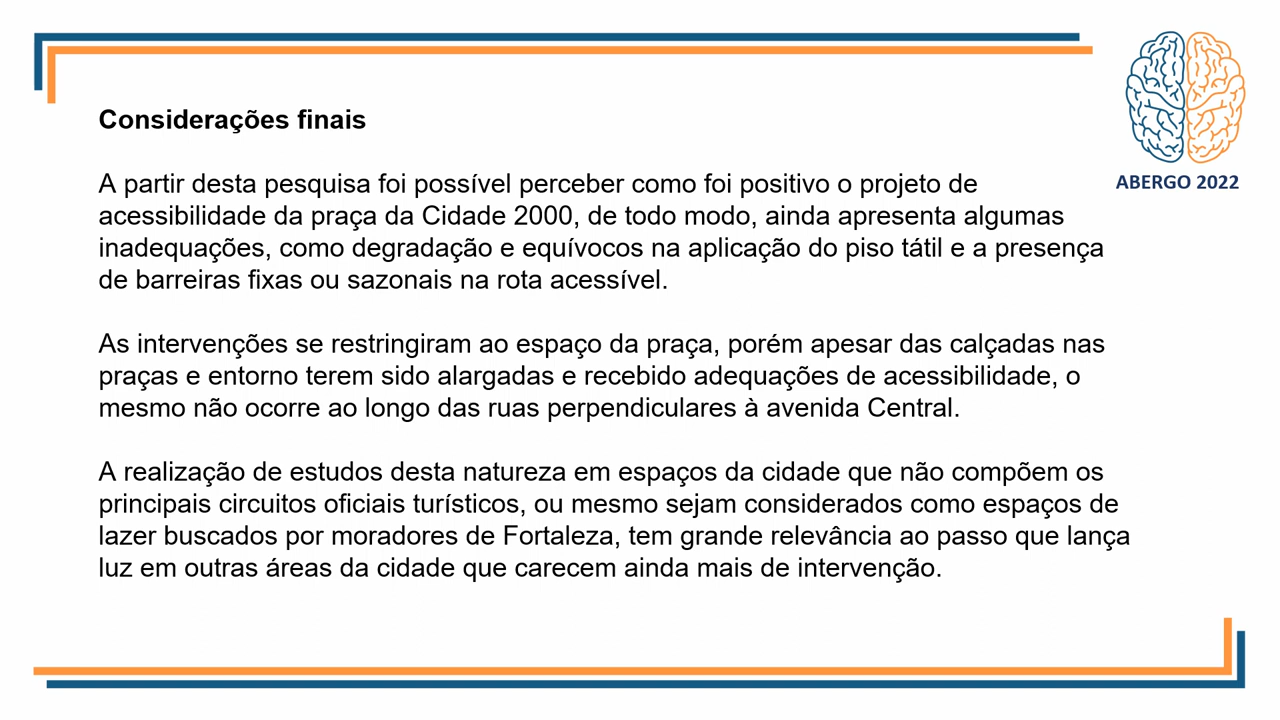 Considerações finais
ABERGO 2022
A partir desta pesquisa foi possível perceber como foi positivo o projeto de
acessibilidade da praça da Cidade 2000, de todo modo, ainda apresenta algumas
inadequações, como degradação e equívocos na aplicação do piso tátil e a presença
de barreiras fixas ou sazonais na rota acessível.
As intervenções se restringiram ao espaço da praça, porém apesar das calçadas nas
praças e entorno terem sido alargadas e recebido adequações de acessibilidade, o
mesmo não ocorre ao longo das ruas perpendiculares à avenida Central.
A realização de estudos desta natureza em espaços da cidade que não compõem os
principais circuitos oficiais turísticos, ou mesmo sejam considerados como espaços de
lazer buscados por moradores de Fortaleza, tem grande relevância ao passo que lança
luz em outras áreas da cidade que carecem ainda mais de intervenção.